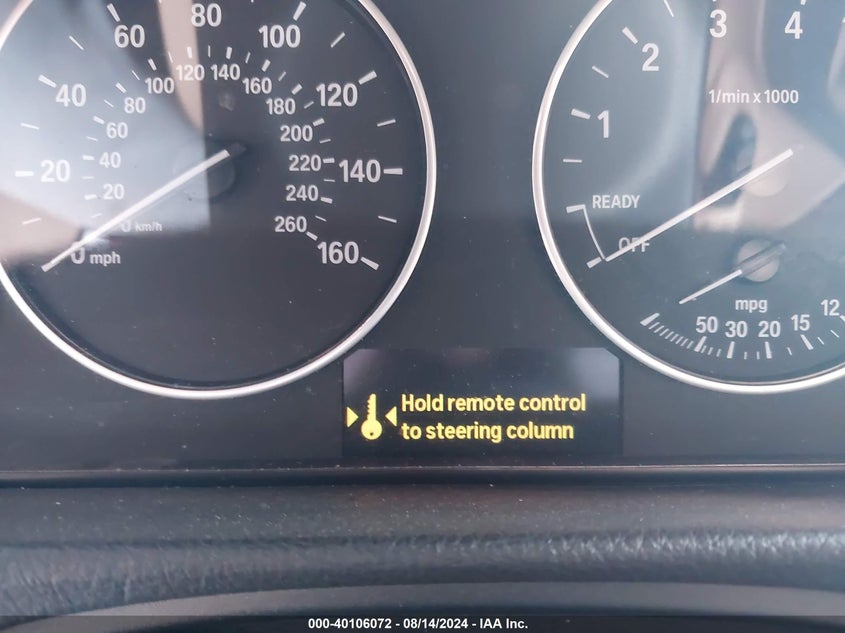 20
40
60
80
100
120
140
160
0 mph
20
40
60
80
100
120
140
160
180
200
220
240
260
0 km/h
1
2
3
4
1/min x 1000
READY
OFF
mpg
50 30 20 15 12
Hold remote control
to steering column
000-40106072 - 08/14/2024 - IAA Inc.